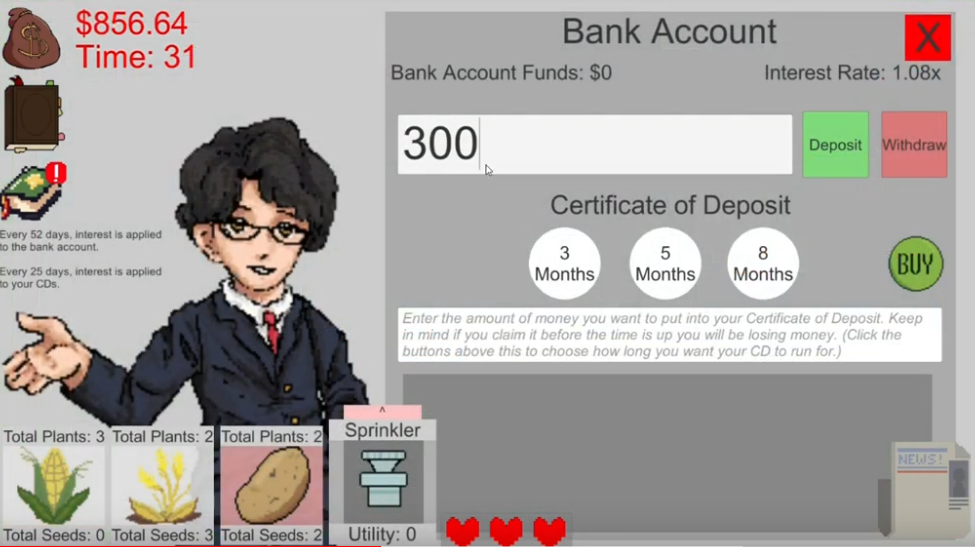 $856.64
Time: 31
Bank Account
X
Bank Account Funds: $0
Interest Rate: 1.08x
300
Deposit
Withdraw
Certificate of Deposit
3
Months
5
Months
8
Months
BUY
!
Every 52 days, interest is applied
to the bank account.
Every 25 days, interest is applied
to your CDs.
Enter the amount of money you want to put into your Certificate of Deposit. Keep
in mind if you claim it before the time is up you will be losing money. (Click the
buttons above this to choose how long you want your CD to run for.)
^
Sprinkler
Utility: 0
Total Plants: 3
Total Seeds: 0
Total Plants: 2
Total Seeds: 3
Total Plants: 2
Total Seeds: 2
NEWS!